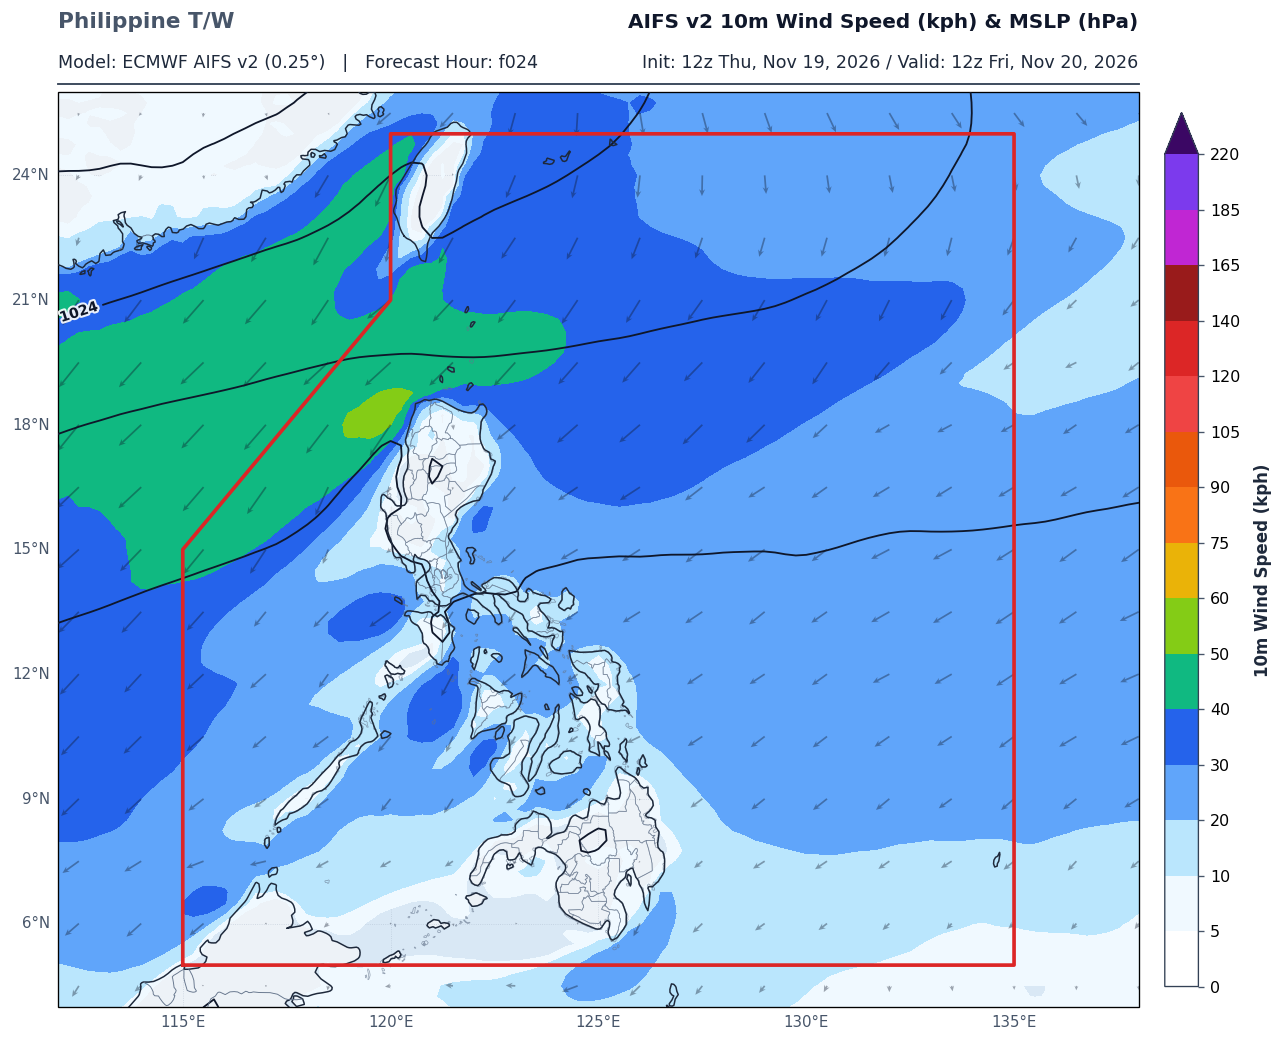 Philippine T/W
AIFS v2 10m Wind Speed (kph) & MSLP (hPa)
Model: ECMWF AIFS v2 (0.25°) | Forecast Hour: f024
Init: 12z Thu, Nov 19, 2026 / Valid: 12z Fri, Nov 20, 2026
24°N
21°N
18°N
15°N
12°N
9°N
6°N
1024
115°E
120°E
125°E
130°E
135°E
220
185
165
140
120
105
90
75
60
50
40
30
20
10
5
0
10m Wind Speed (kph)